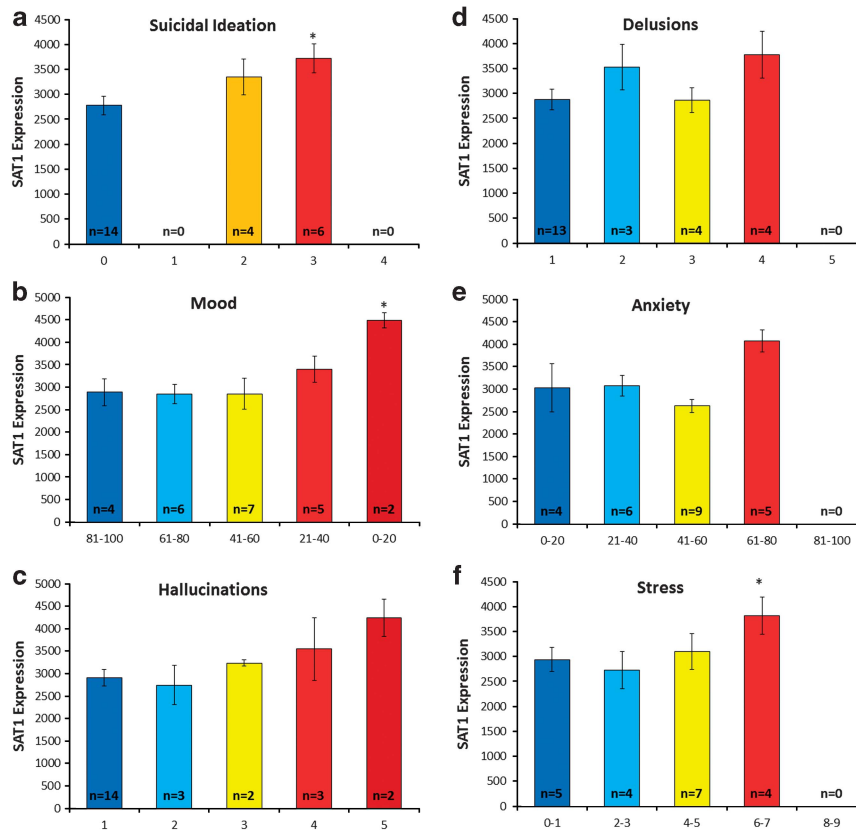 a
Suicidal Ideation
*
SAT1 Expression
4500
4000
3500
3000
2500
2000
1500
1000
500
0
n=14 n=0 n=4 n=6 n=0
0 1 2 3 4
b
Mood
*
SAT1 Expression
5000
4500
4000
3500
3000
2500
2000
1500
1000
500
0
n=4 n=6 n=7 n=5 n=2
81-100 61-80 41-60 21-40 0-20
c
Hallucinations
SAT1 Expression
5000
4500
4000
3500
3000
2500
2000
1500
1000
500
0
n=14 n=3 n=2 n=3 n=2
1 2 3 4 5
d
Delusions
SAT1 Expression
4500
4000
3500
3000
2500
2000
1500
1000
500
0
n=13 n=3 n=4 n=4 n=0
1 2 3 4 5
e
Anxiety
SAT1 Expression
5000
4500
4000
3500
3000
2500
2000
1500
1000
500
0
n=4 n=6 n=9 n=5 n=0
0-20 21-40 41-60 61-80 81-100
f
Stress
*
SAT1 Expression
4500
4000
3500
3000
2500
2000
1500
1000
500
0
n=5 n=4 n=7 n=4 n=0
0-1 2-3 4-5 6-7 8-9